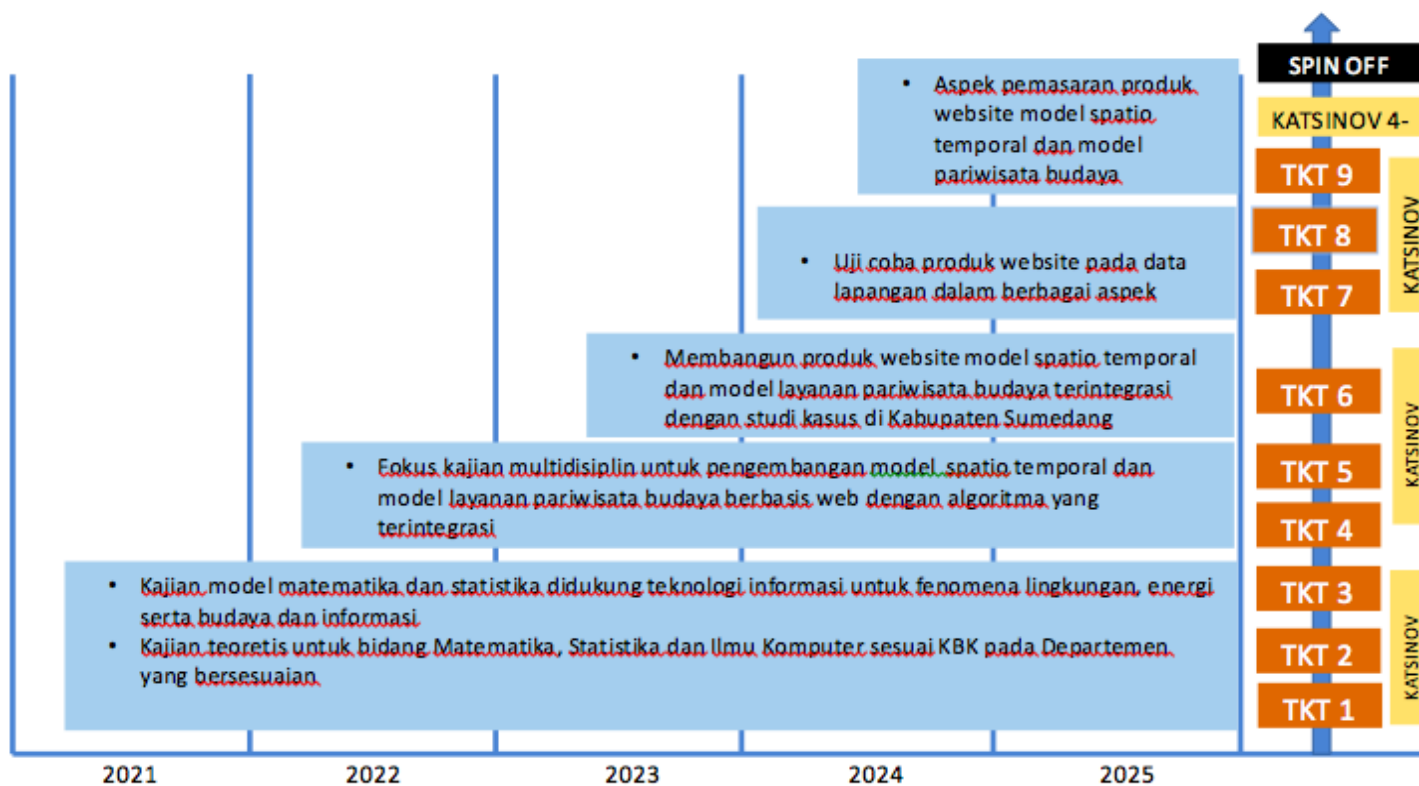 • Aspek pemasaran produk
website model spatio
temporal dan model
pariwisata budaya
• Uji coba produk website pada data
lapangan dalam berbagai aspek
• Membangun produk website model spatio temporal
dan model layanan pariwisata budaya terintegrasi
dengan studi kasus di Kabupaten Sumedang
• Fokus kajian multidisiplin untuk pengembangan model spatio temporal dan
model layanan pariwisata budaya berbasis web dengan algoritma yang
terintegrasi
• Kajian model matematika dan statistika didukung teknologi informasi untuk fenomena lingkungan, energi
serta budaya dan informasi
• Kajian teoretis untuk bidang Matematika, Statistika dan Ilmu Komputer sesuai KBK pada Departemen
yang bersesuaian
SPIN OFF
KATSINOV 4-
TKT 9
TKT 8
TKT 7
TKT 6
TKT 5
TKT 4
TKT 3
TKT 2
TKT 1
KATSINOV
KATSINOV
KATSINOV
2021
2022
2023
2024
2025